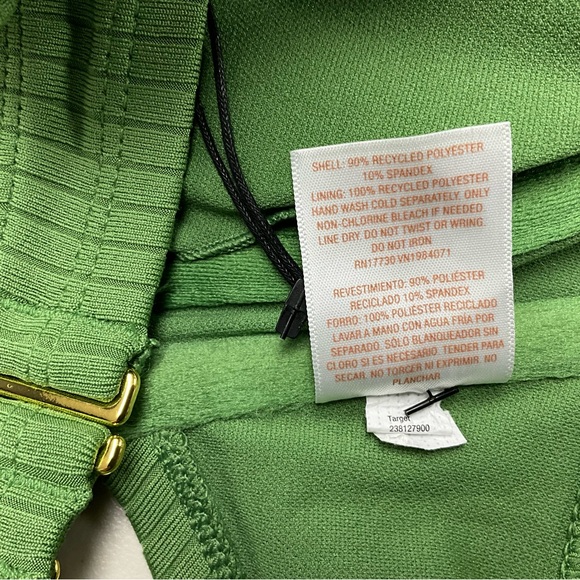 SHELL: 90% RECYCLED POLYESTER
10% SPANDEX
LINING: 100% RECYCLED POLYESTER
HAND WASH COLD SEPARATELY. ONLY
NON-CHLORINE BLEACH IF NEEDED
LINE DRY. DO NOT TWIST OR WRING
DO NOT IRON
RN17730 VN1984071
REVESTIMIENTO: 90% POLIÉSTER
RECICLADO 10% SPANDEX
FORRO: 100% POLIÉSTER RECICLADO
LAVAR A MANO CON AGUA FRÍA POR
SEPARADO. SÓLO BLANQUEADOR SIN
CLORO SI ES NECESARIO. TENDER PARA
SECAR. NO TORCER NI EXPRIMIR. NO
PLANCHAR
Target
238127900